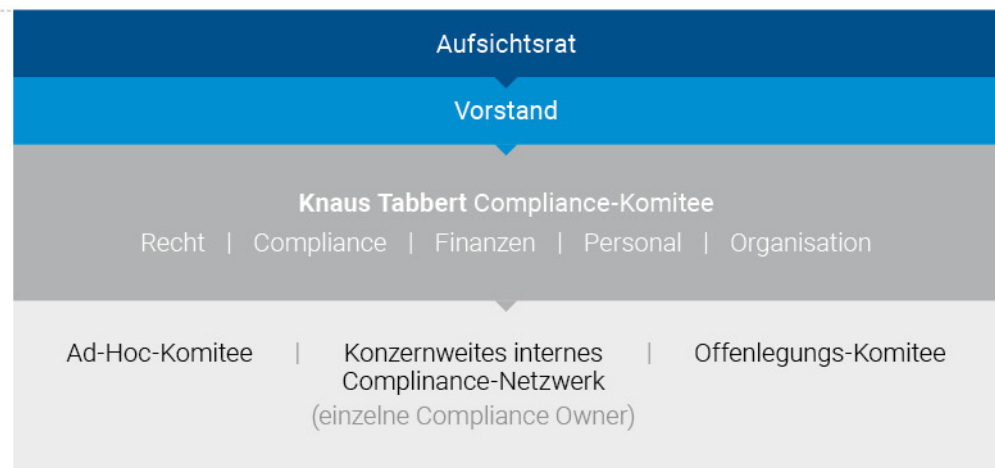 Aufsichtsrat
Vorstand
Knaus Tabbert Compliance-Komitee
Recht | Compliance | Finanzen | Personal | Organisation
Ad-Hoc-Komitee | Konzernweites internes | Offenlegungs-Komitee
Complinance-Netzwerk
(einzelne Compliance Owner)